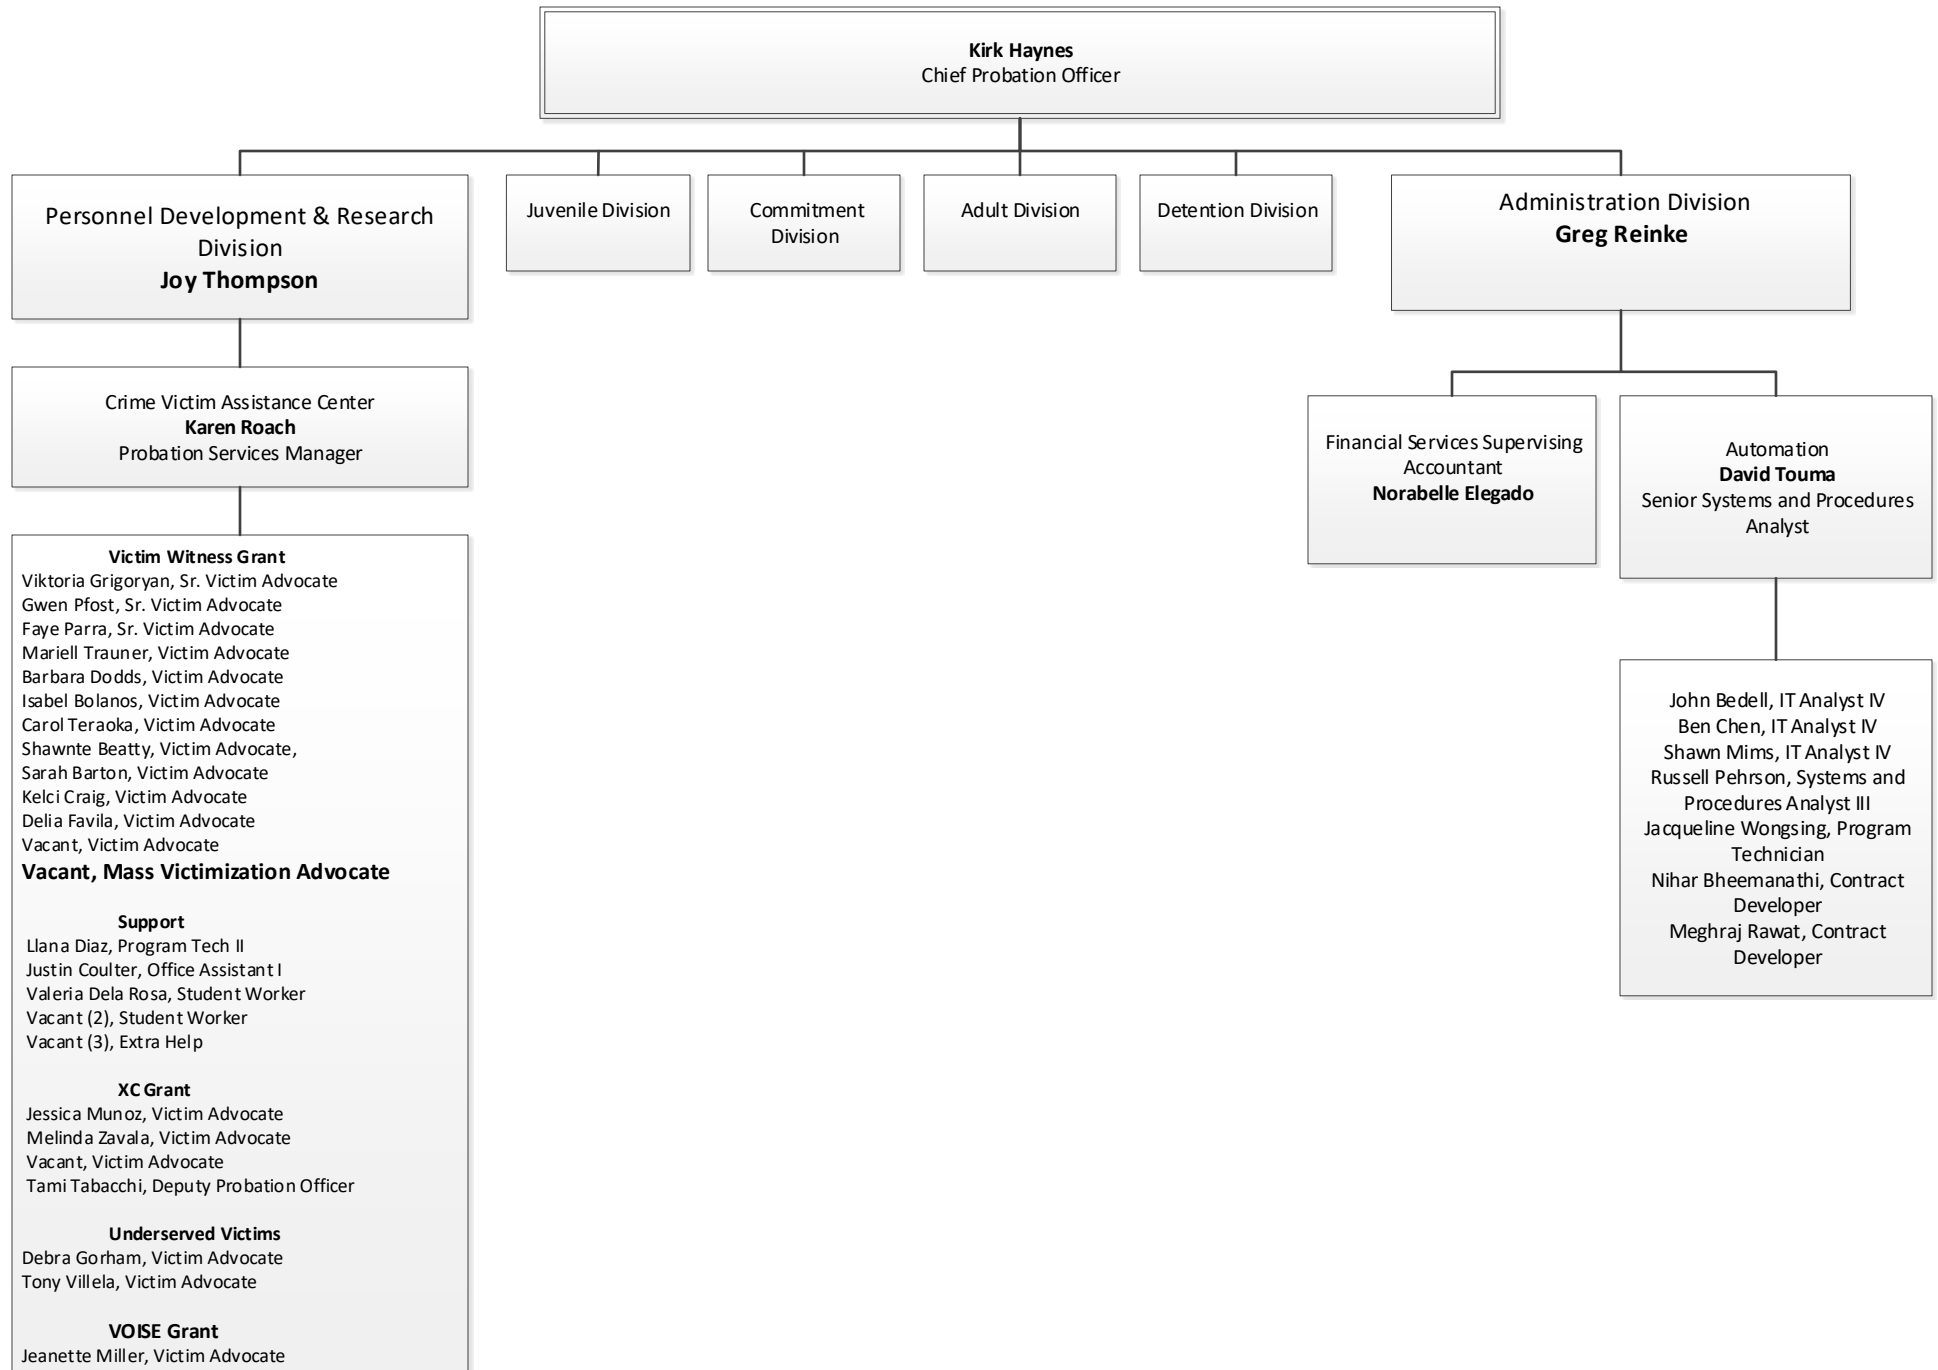 Kirk Haynes
Chief Probation Officer
Personnel Development & Research
Division
Joy Thompson
Juvenile Division
Commitment
Division
Adult Division
Detention Division
Administration Division
Greg Reinke
Crime Victim Assistance Center
Karen Roach
Probation Services Manager
Financial Services Supervising
Accountant
Norabelle Elegado
Automation
David Touma
Senior Systems and Procedures
Analyst
Victim Witness Grant
Viktoria Grigoryan, Sr. Victim Advocate
Gwen Pfost, Sr. Victim Advocate
Faye Parra, Sr. Victim Advocate
Mariell Trauner, Victim Advocate
Barbara Dodds, Victim Advocate
Isabel Bolanos, Victim Advocate
Carol Teraoka, Victim Advocate
Shawnte Beatty, Victim Advocate,
Sarah Barton, Victim Advocate
Kelci Craig, Victim Advocate
Delia Favila, Victim Advocate
Vacant, Victim Advocate
Vacant, Mass Victimization Advocate
Support
Llana Diaz, Program Tech II
Justin Coulter, Office Assistant I
Valeria Dela Rosa, Student Worker
Vacant (2), Student Worker
Vacant (3), Extra Help
XC Grant
Jessica Munoz, Victim Advocate
Melinda Zavala, Victim Advocate
Vacant, Victim Advocate
Tami Tabacchi, Deputy Probation Officer
Underserved Victims
Debra Gorham, Victim Advocate
Tony Villela, Victim Advocate
VOISE Grant
Jeanette Miller, Victim Advocate
John Bedell, IT Analyst IV
Ben Chen, IT Analyst IV
Shawn Mims, IT Analyst IV
Russell Pehrson, Systems and
Procedures Analyst III
Jacqueline Wongsing, Program
Technician
Nihar Bheemanathi, Contract
Developer
Meghraj Rawat, Contract
Developer